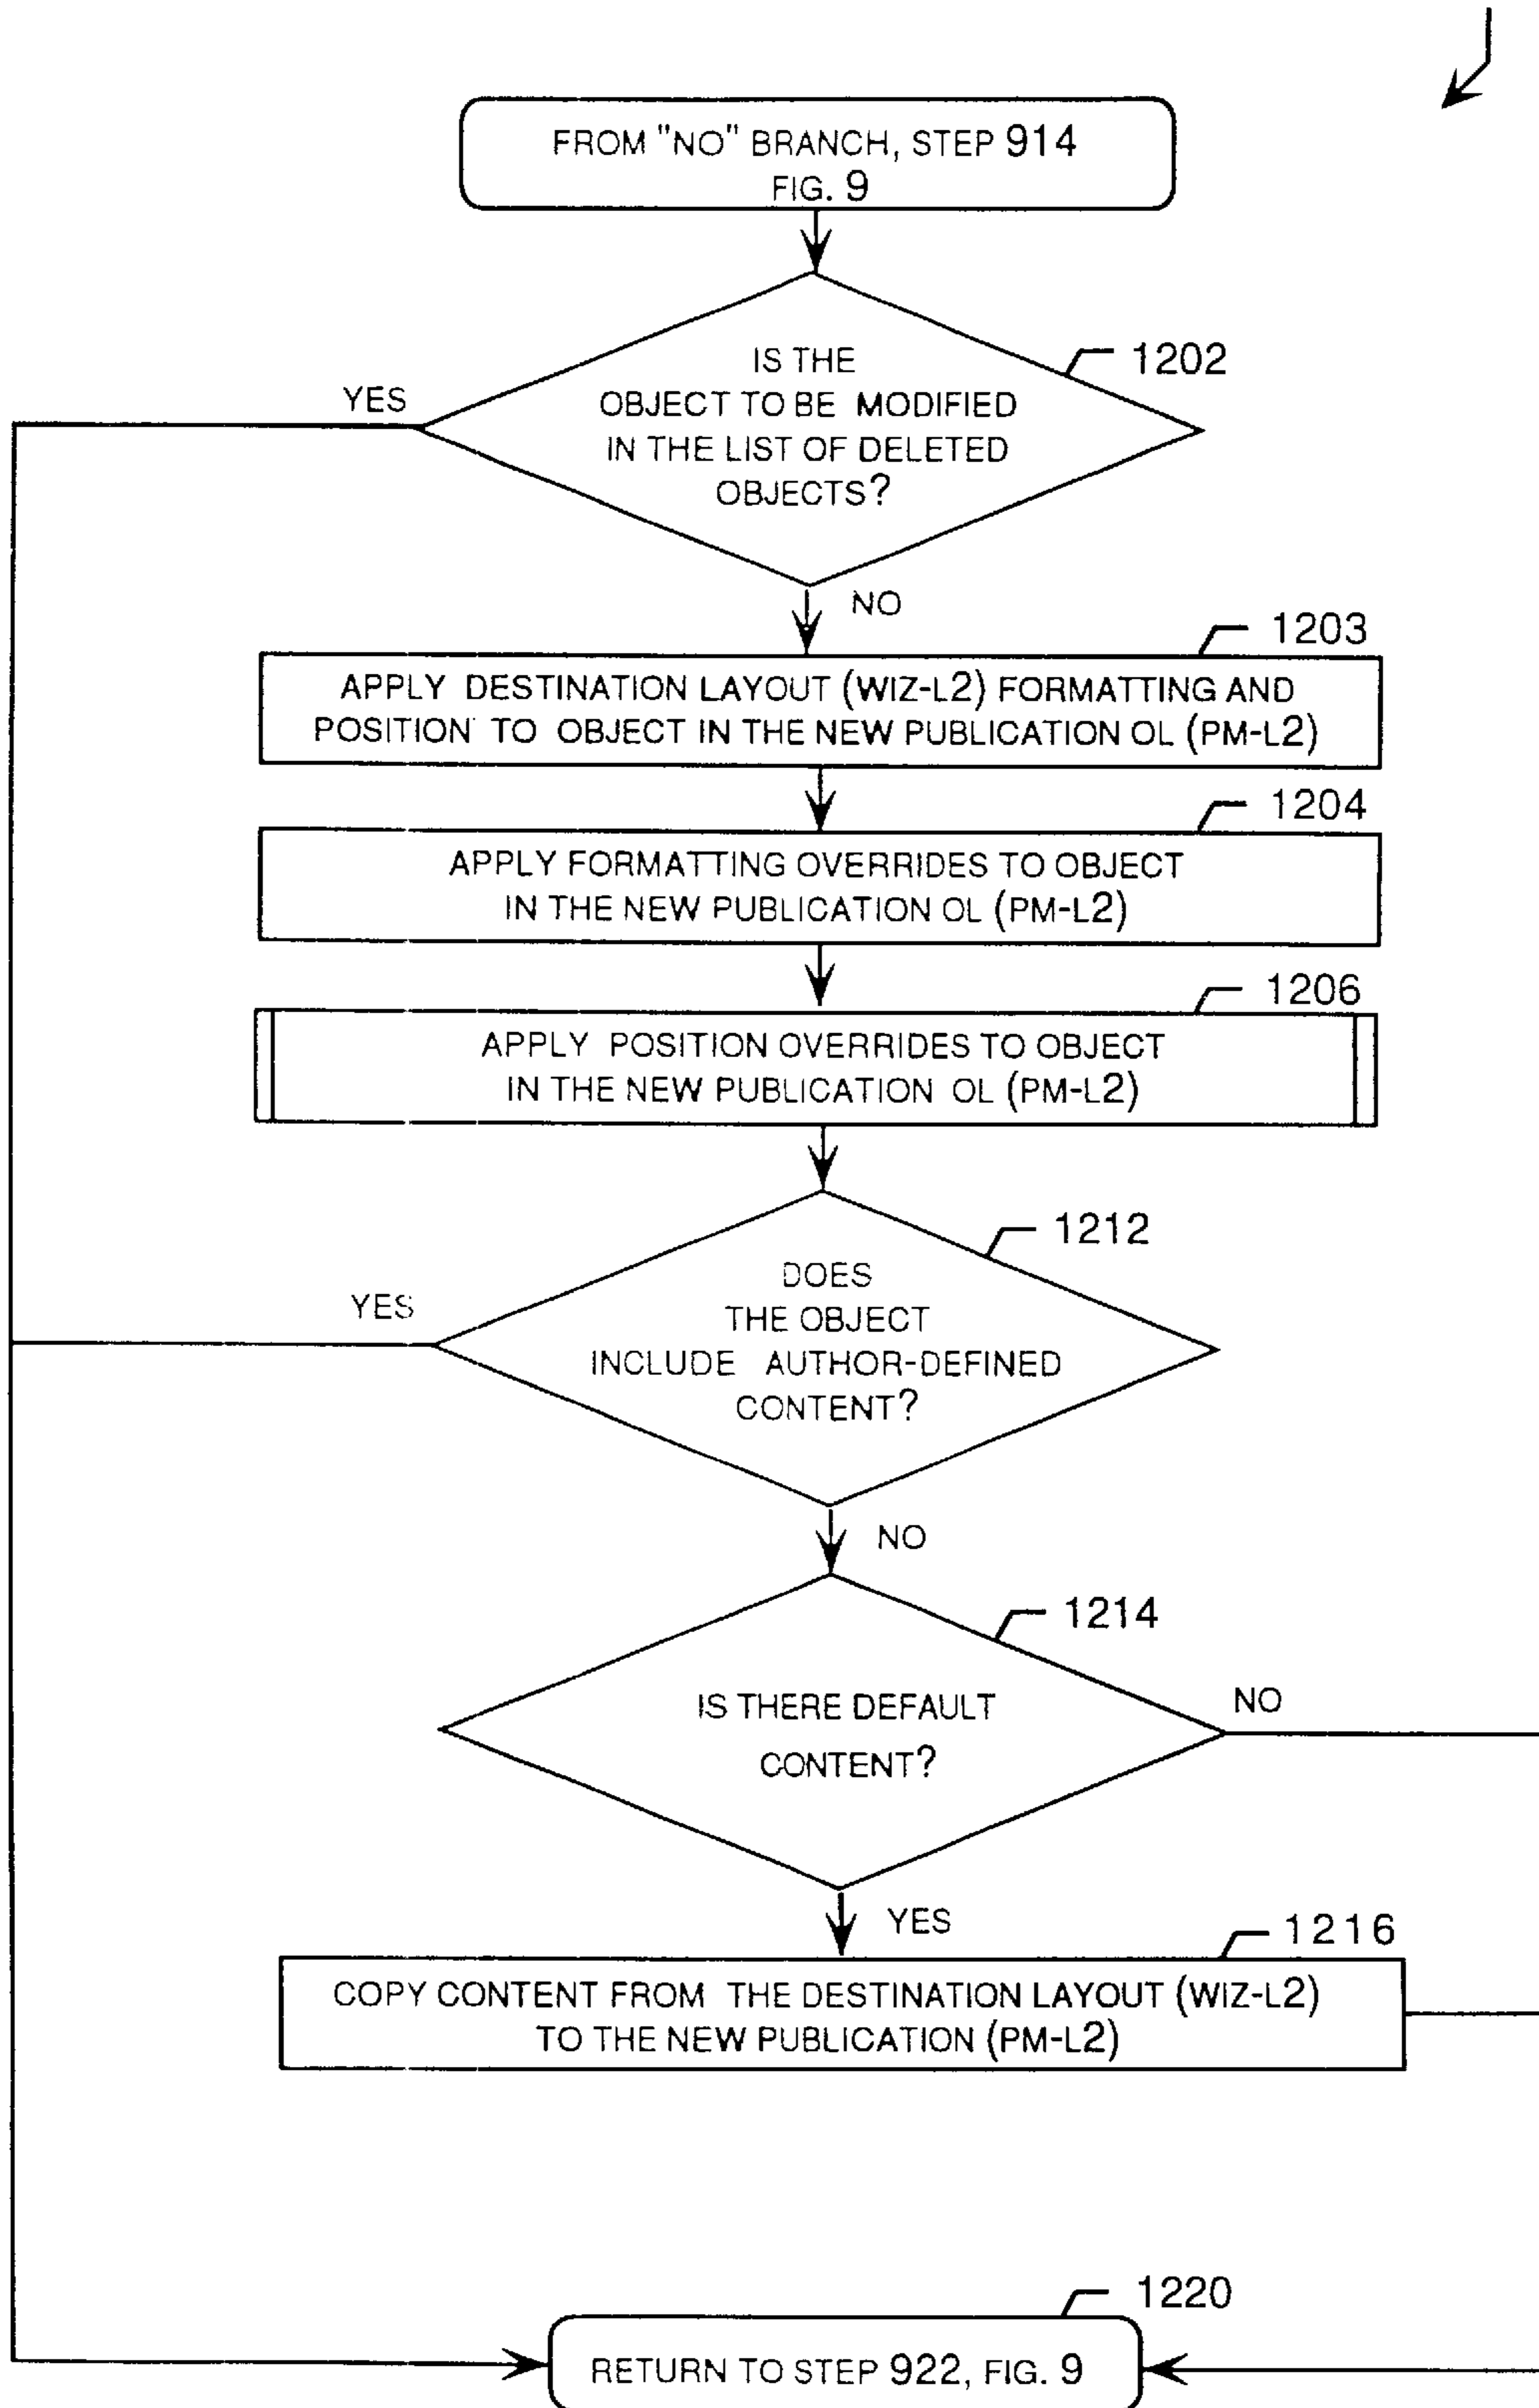 FROM "NO" BRANCH, STEP 914
FIG. 9
IS THE
OBJECT TO BE MODIFIED
IN THE LIST OF DELETED
OBJECTS?
1202
YES
NO
1203
APPLY DESTINATION LAYOUT (WIZ-L2) FORMATTING AND
POSITION TO OBJECT IN THE NEW PUBLICATION OL (PM-L2)
1204
APPLY FORMATTING OVERRIDES TO OBJECT
IN THE NEW PUBLICATION OL (PM-L2)
1206
APPLY POSITION OVERRIDES TO OBJECT
IN THE NEW PUBLICATION OL (PM-L2)
1212
DOES
THE OBJECT
INCLUDE AUTHOR-DEFINED
CONTENT?
YES
NO
1214
IS THERE DEFAULT
CONTENT?
NO
YES
1216
COPY CONTENT FROM THE DESTINATION LAYOUT (WIZ-L2)
TO THE NEW PUBLICATION (PM-L2)
1220
RETURN TO STEP 922, FIG. 9